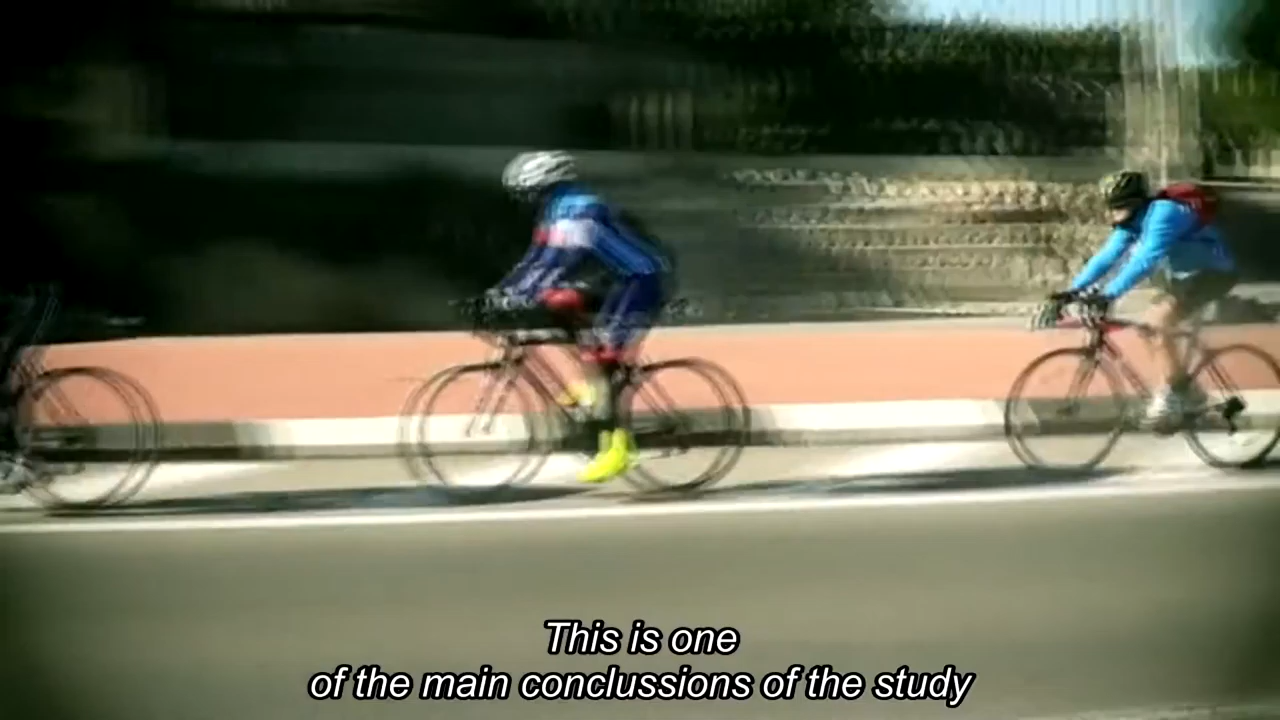 This is one
of the main conclussions of the study